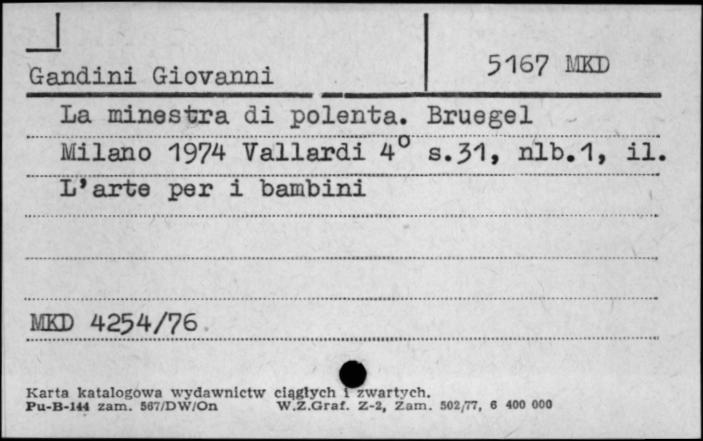 5167 MKD
Gandini Giovanni
La minestra di polenta. Bruegel
Milano 1974 Vallardi 4° s.31, nlb.1, il.
L'arte per i bambini
MKD 4254/76
Karta katalogowa wydawnictw ciągłych i zwartych.
Pu-B-144 zam. 567/DW/On W.Z.Graf. Z-2, Zam. 502/77, 6 400 000